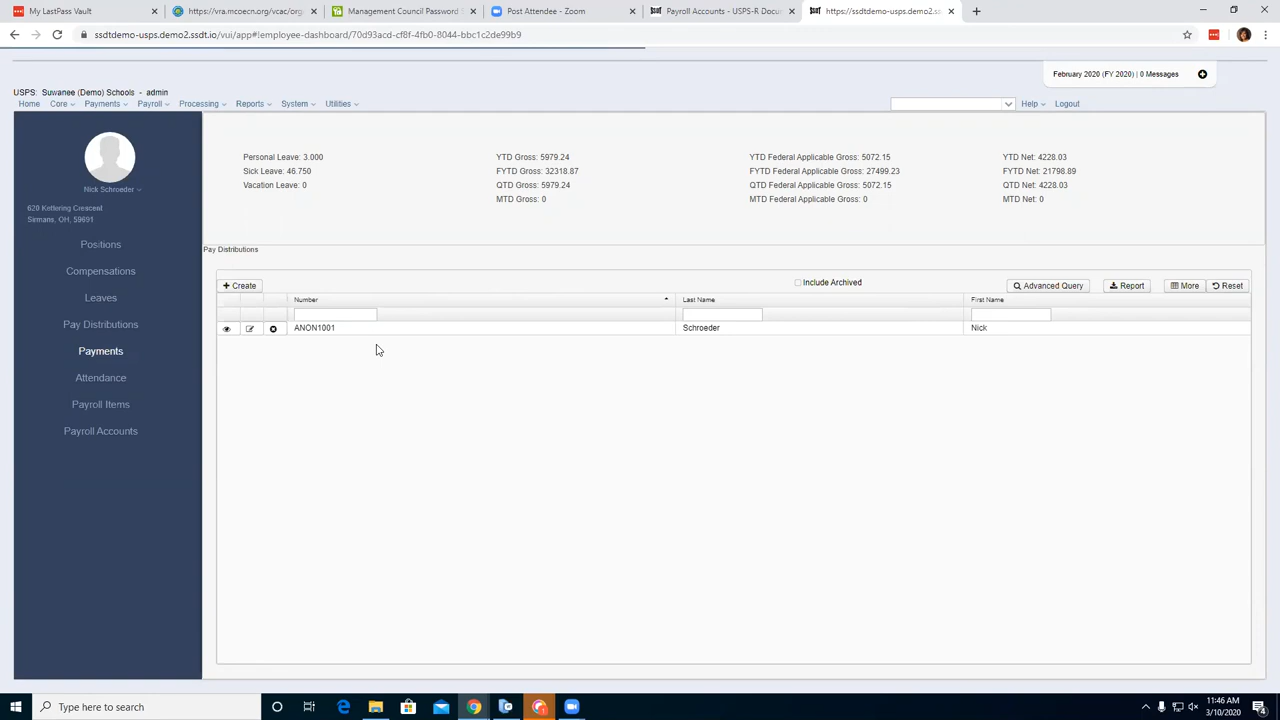 My LastPass Vault
https://vra.mcoecn.org/vcac/org/
Management Council Password
Post Attendee - Zoom
Payroll Accounts - USPS-R Docum
https://ssdtdemo-usps.demo2.ssdt
ssdtdemo-usps.demo2.ssdt.io/vui/app#!employee-dashboard/70d93acd-cf8f-4fb0-8044-bbc1c2de9f69
February 2020 (FY 2020) | 0 Messages
USPS: Suwanee (Demo) Schools - admin
Home Core Payments Payroll Processing Reports System Utilities Help Logout
Nick Schroeder
620 Kettering Crescent
Sirmans, OH, 59691
Positions
Compensations
Leaves
Pay Distributions
Payments
Attendance
Payroll Items
Payroll Accounts
Personal Leave: 3.000 YTD Gross: 5979.24 YTD Federal Applicable Gross: 5072.15 YTD Net: 4228.03
Sick Leave: 46.750 FYTD Gross: 32318.87 FYTD Federal Applicable Gross: 27499.23 FYTD Net: 21798.89
Vacation Leave: 0 QTD Gross: 5979.24 QTD Federal Applicable Gross: 5072.15 QTD Net: 4228.03
MTD Gross: 0 MTD Federal Applicable Gross: 0 MTD Net: 0
Pay Distributions
Create Include Archived Advanced Query Report More Reset
Number Last Name First Name
ANON1001 Schroeder Nick
Type here to search
11:46 AM
3/10/2020
4